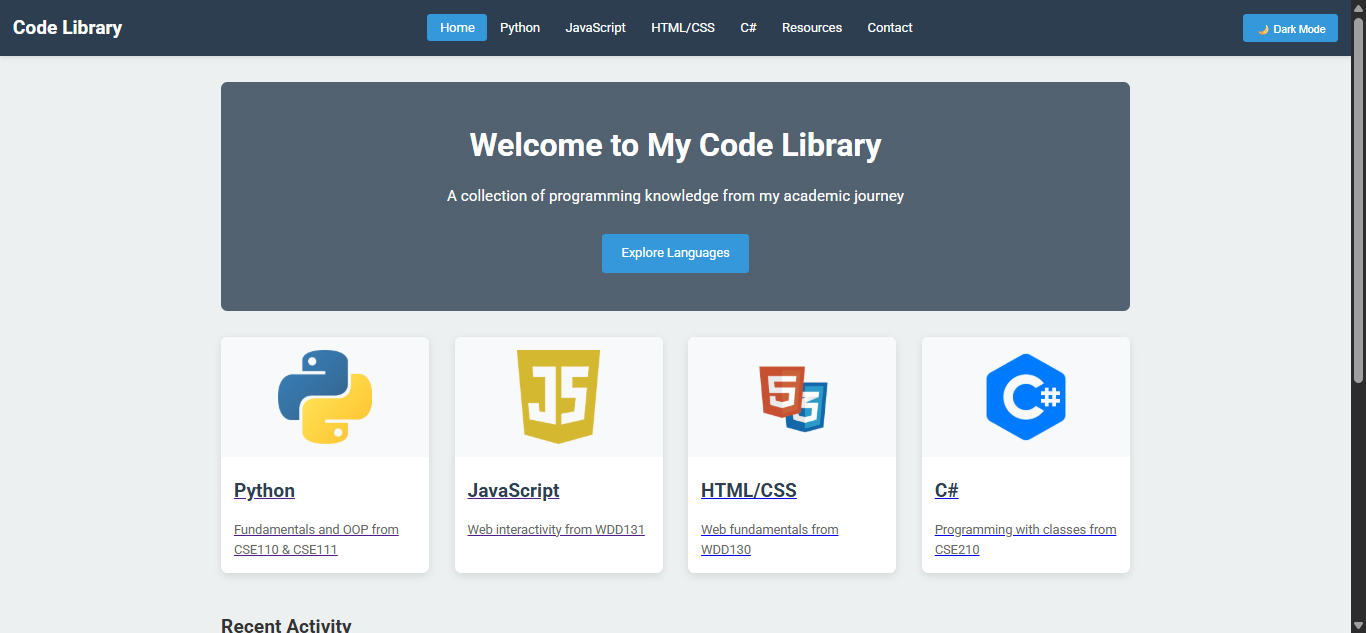 Code Library
Home Python JavaScript HTML/CSS C# Resources Contact
🌙 Dark Mode
Welcome to My Code Library
A collection of programming knowledge from my academic journey
Explore Languages
JS
5
3
C#
Python
Fundamentals and OOP from
CSE110 & CSE111
JavaScript
Web interactivity from WDD131
HTML/CSS
Web fundamentals from
WDD130
C#
Programming with classes from
CSE210
Recent Activity